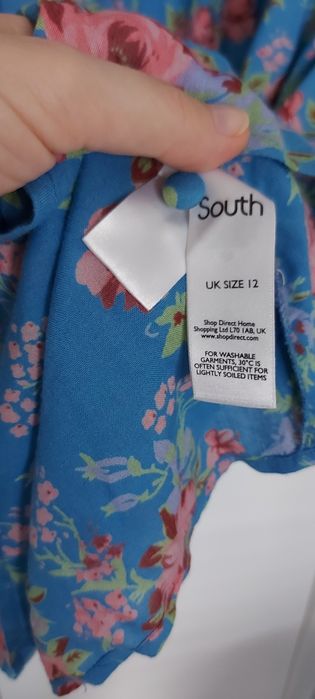 South
UK SIZE 12
Shop Direct Home
Shopping Ltd L70 1AB, UK
www.shopdirect.com
FOR WASHABLE
GARMENTS, 30°C IS
OFTEN SUFFICIENT FOR
LIGHTLY SOILED ITEMS